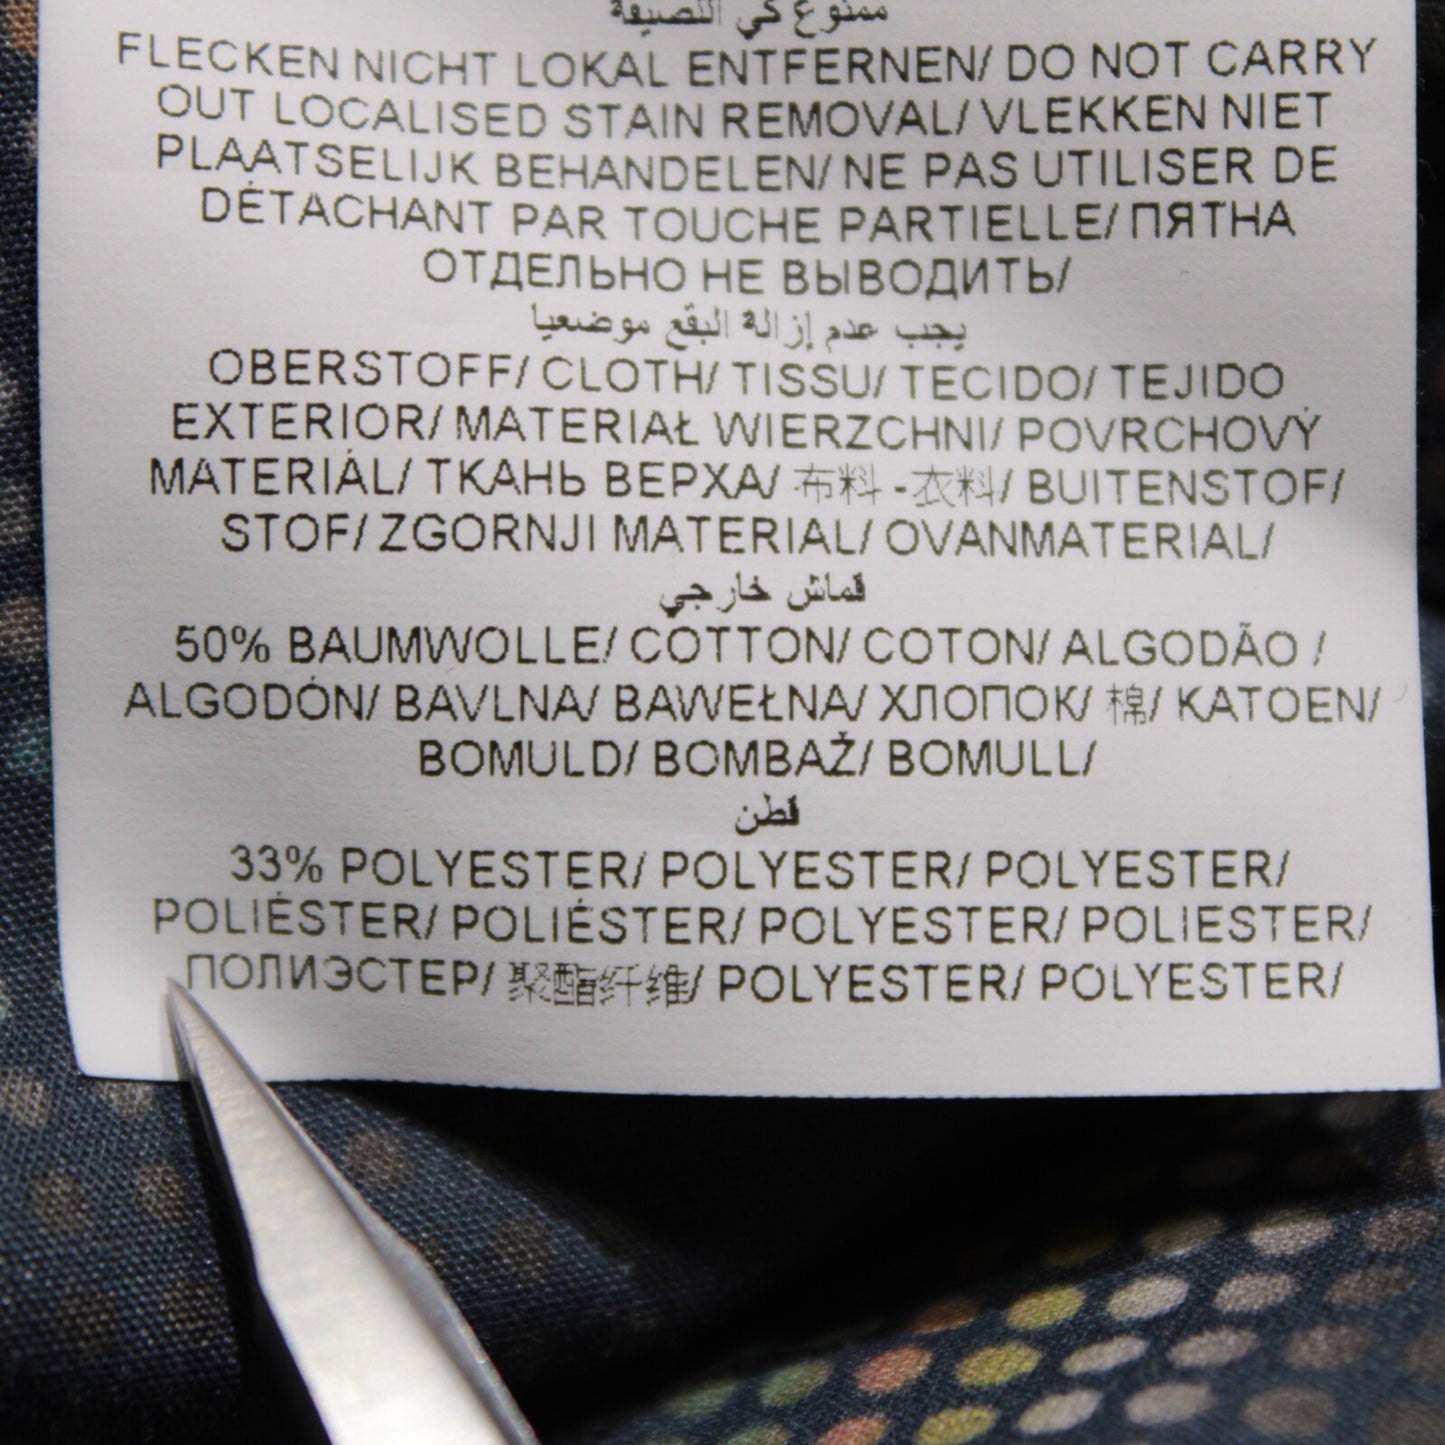 ممنوع كي التصيفة
FLECKEN NICHT LOKAL ENTFERNEN/ DO NOT CARRY
OUT LOCALISED STAIN REMOVAL/ VLEKKEN NIET
PLAATSELIJK BEHANDELEN/ NE PAS UTILISER DE
DÉTACHANT PAR TOUCHE PARTIELLE/ ПЯТНА
ОТДЕЛЬНО НЕ ВЫВОДИТЬ/
يجب عدم إزالة البقع موضعيا
OBERSTOFF/ CLOTH/ TISSU/ TECIDO/ TEJIDO
EXTERIOR/ MATERIAŁ WIERZCHNI/ POVRCHOVÝ
MATERIÁL/ ТКАНЬ ВЕРХА/ 布料 -衣料/ BUITENSTOF/
STOF/ ZGORNJI MATERIAL/ OVANMATERIAL/
قماش خارجي
50% BAUMWOLLE/ COTTON/ COTON/ ALGODÃO /
ALGODÓN/ BAVLNA/ BAWEŁNA/ ХЛОПОК/ 棉/ KATOEN/
BOMULD/ BOMBAŽ/ BOMULL/
قطن
33% POLYESTER/ POLYESTER/ POLYESTER/
POLIÉSTER/ POLIÉSTER/ POLYESTER/ POLIESTER/
ПОЛИЭСТЕР/ 聚酯纤维/ POLYESTER/ POLYESTER/